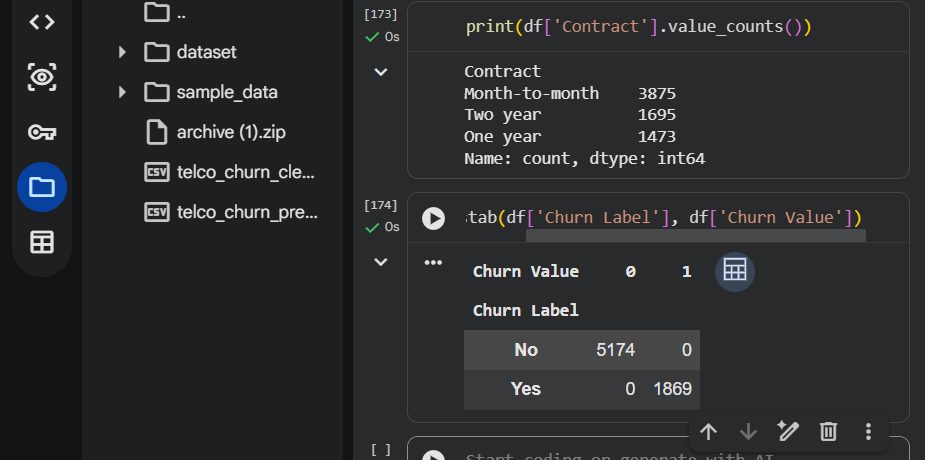 ..
dataset
sample_data
archive (1).zip
CSV telco_churn_cle...
CSV telco_churn_pre...
[173]
0s
print(df['Contract'].value_counts())
Contract
Month-to-month 3875
Two year 1695
One year 1473
Name: count, dtype: int64
[174]
0s
tab(df['Churn Label'], df['Churn Value'])
Churn Value 0 1
Churn Label
No 5174 0
Yes 0 1869
[ ]
Start coding or generate with AI